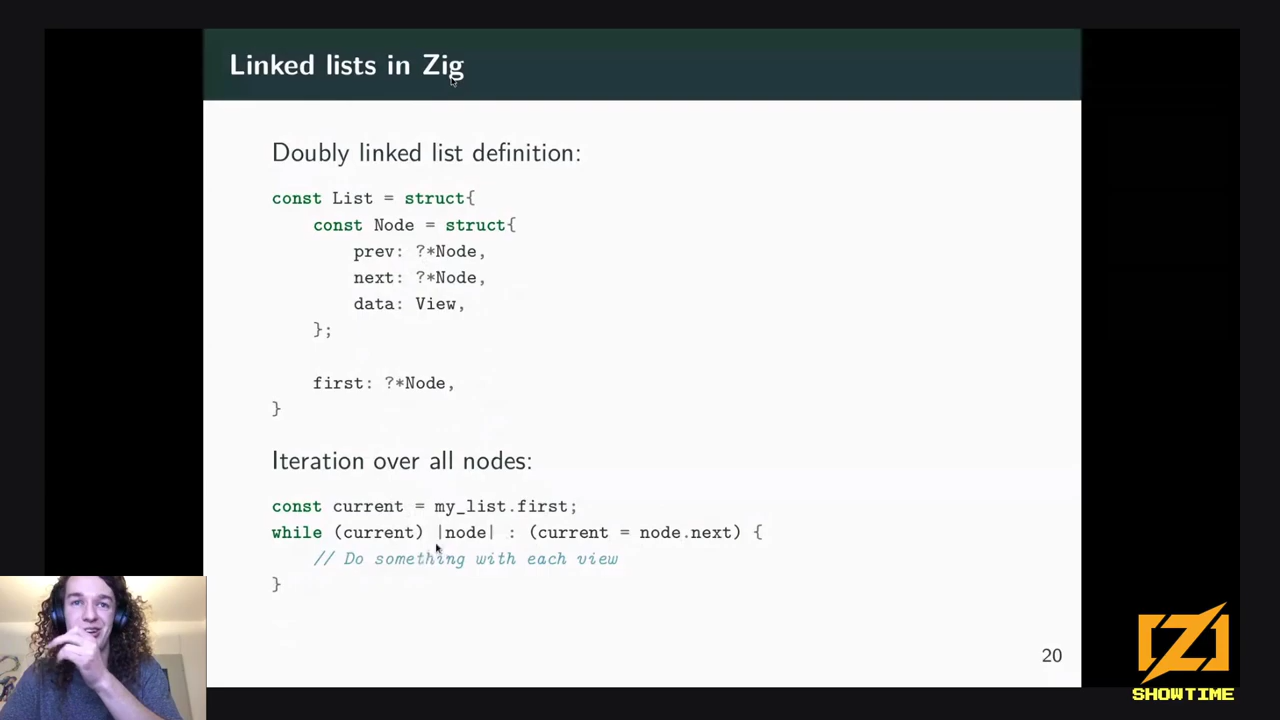 Linked lists in Zig
Doubly linked list definition:
const List = struct{
    const Node = struct{
        prev: ?*Node,
        next: ?*Node,
        data: View,
    };
    first: ?*Node,
}
Iteration over all nodes:
const current = my_list.first;
while (current) |node| : (current = node.next) {
    // Do something with each view
}
20
Z
SHOWTIME